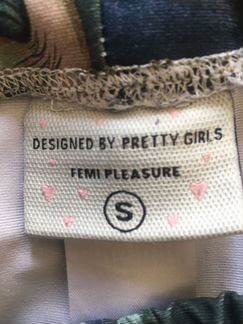 DESIGNED BY PRETTY GIRLS
FEMI PLEASURE
S